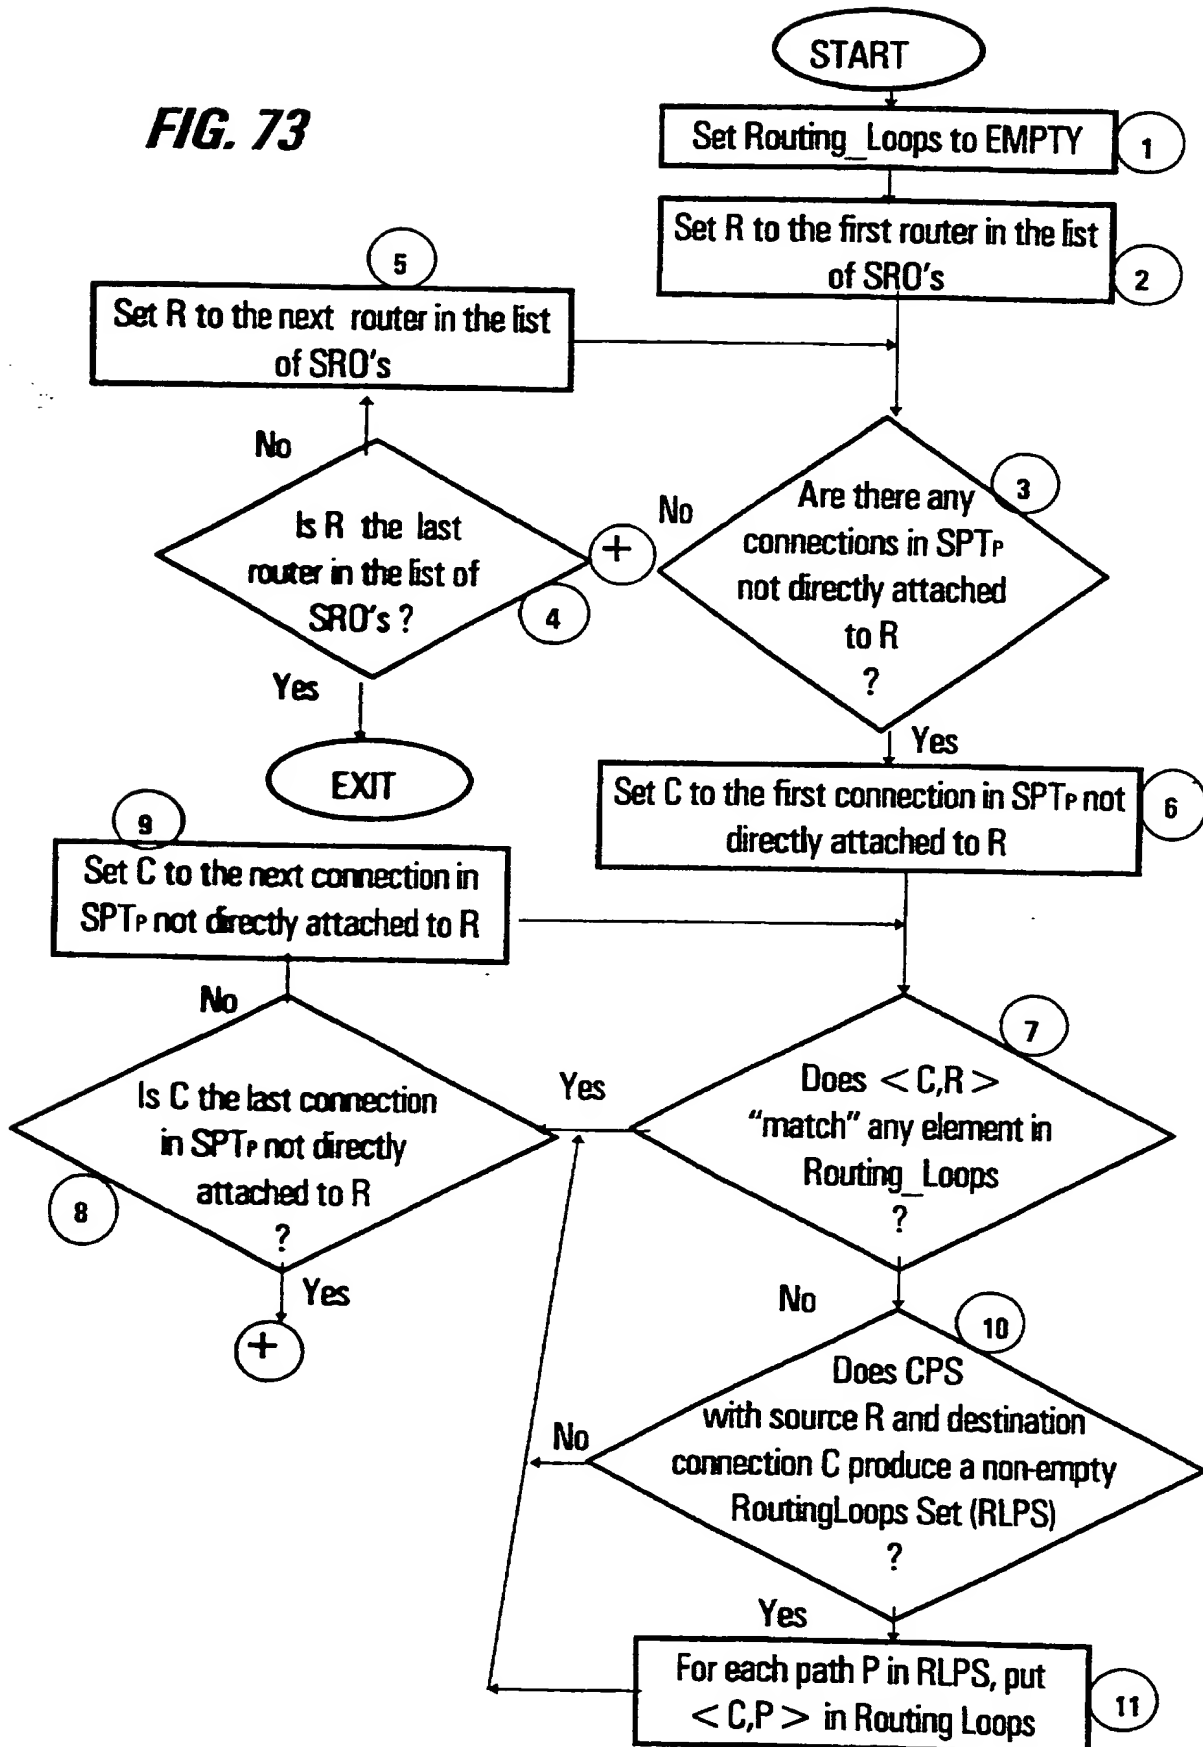 FIG. 73
START
Set Routing_Loops to EMPTY
1
Set R to the first router in the list
of SRO's
2
5
Set R to the next router in the list
of SRO's
No
Is R the last
router in the list of
SRO's ?
4
+
No
Are there any
connections in SPTP
not directly attached
to R
?
3
Yes
EXIT
Yes
Set C to the first connection in SPTP not
directly attached to R
6
9
Set C to the next connection in
SPTP not directly attached to R
No
Is C the last connection
in SPTP not directly
attached to R
?
8
Yes
+
Yes
Does < C,R >
"match" any element in
Routing_Loops
?
7
No
10
Does CPS
with source R and destination
connection C produce a non-empty
RoutingLoops Set (RLPS)
?
No
Yes
For each path P in RLPS, put
< C,P > in Routing Loops
11